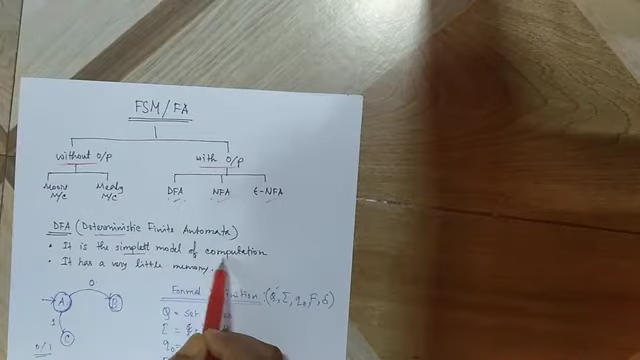 FSM/FA
without O/P with O/P
Moore Mealy DFA NFA ε-NFA
M/C M/C
DFA (Deterministic Finite Automata)
• It is the simplest model of computation
• It has a very little memory.
Formal : (Q, Σ, q₀, F, δ)
A 0 B
Q = set
1 Σ =
C
q₀ =
0/1